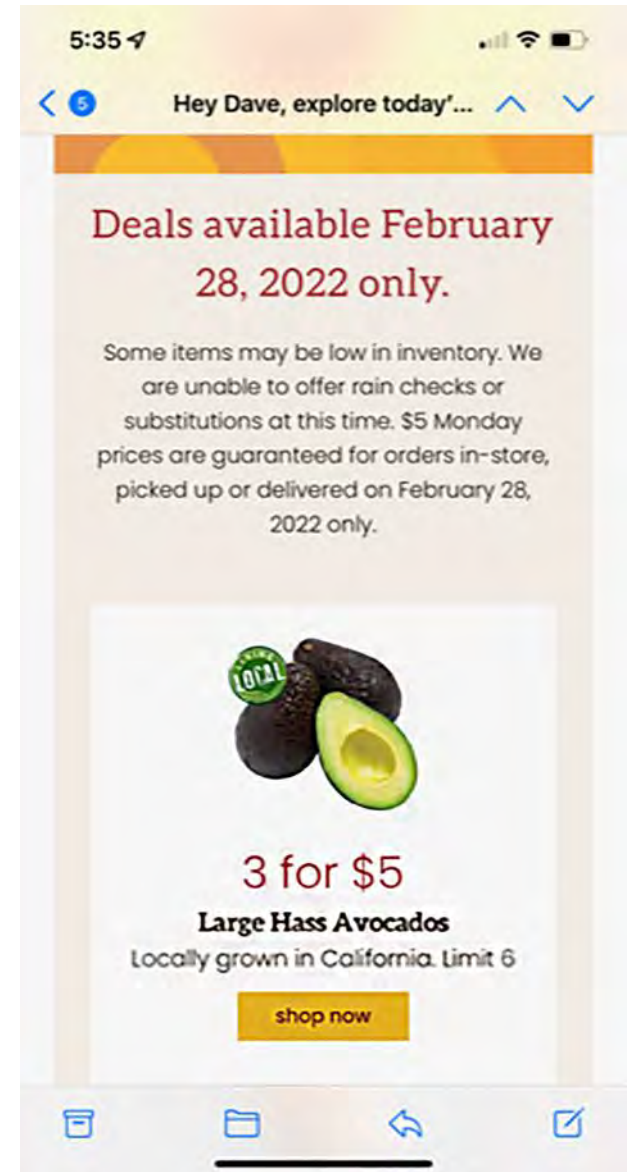 5:35
5
Hey Dave, explore today'...
Deals available February
28, 2022 only.
Some items may be low in inventory. We
are unable to offer rain checks or
substitutions at this time. $5 Monday
prices are guaranteed for orders in-store,
picked up or delivered on February 28,
2022 only.
LOCAL
3 for $5
Large Hass Avocados
Locally grown in California. Limit 6
shop now